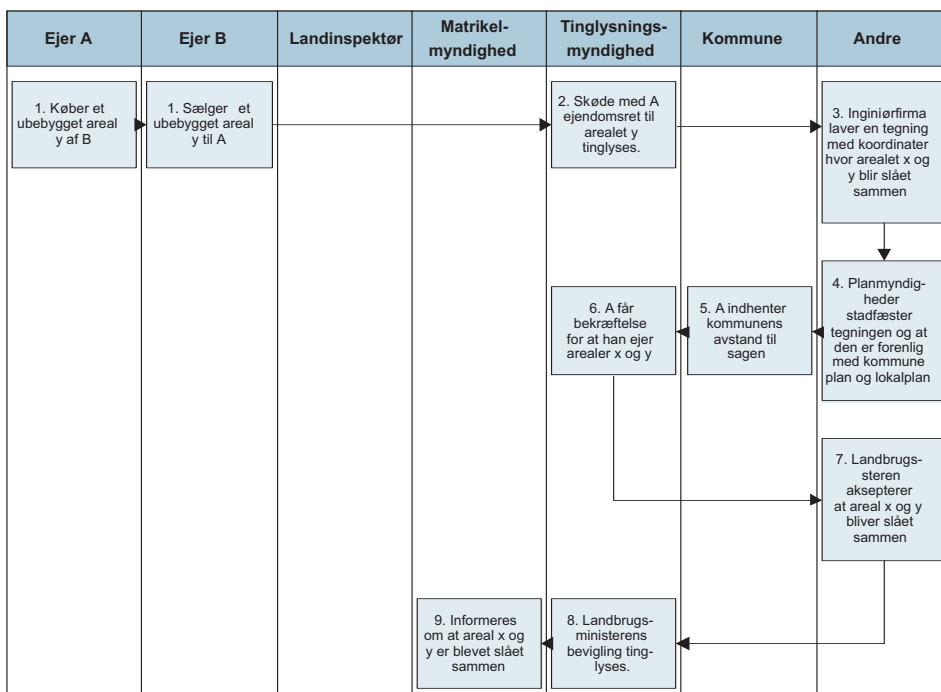 Ejer A
Ejer B
Landinspektør
Matrikel-
myndighed
Tinglysnings-
myndighed
Kommune
Andre
1. Køber et
ubebygget areal
y af B
1. Sælger et
ubebygget areal
y til A
2. Skøde med A
ejendomsret til
arealet y
tinglyses.
3. Inginiørfirma
laver en tegning
med koordinater
hvor arealet x og
y blir slået
sammen
4. Planmyndig-
heder
stadfæster
tegningen og at
den er forenlig
med kommune
plan og lokalplan
5. A indhenter
kommunens
avstand til
sagen
6. A får
bekræftelse
for at han ejer
arealer x og y
7. Landbrugs-
steren
aksepterer
at areal x og y
bliver slået
sammen
8. Landbrugs-
ministerens
bevigling ting-
lyses.
9. Informeres
om at areal x og
y er blevet slået
sammen